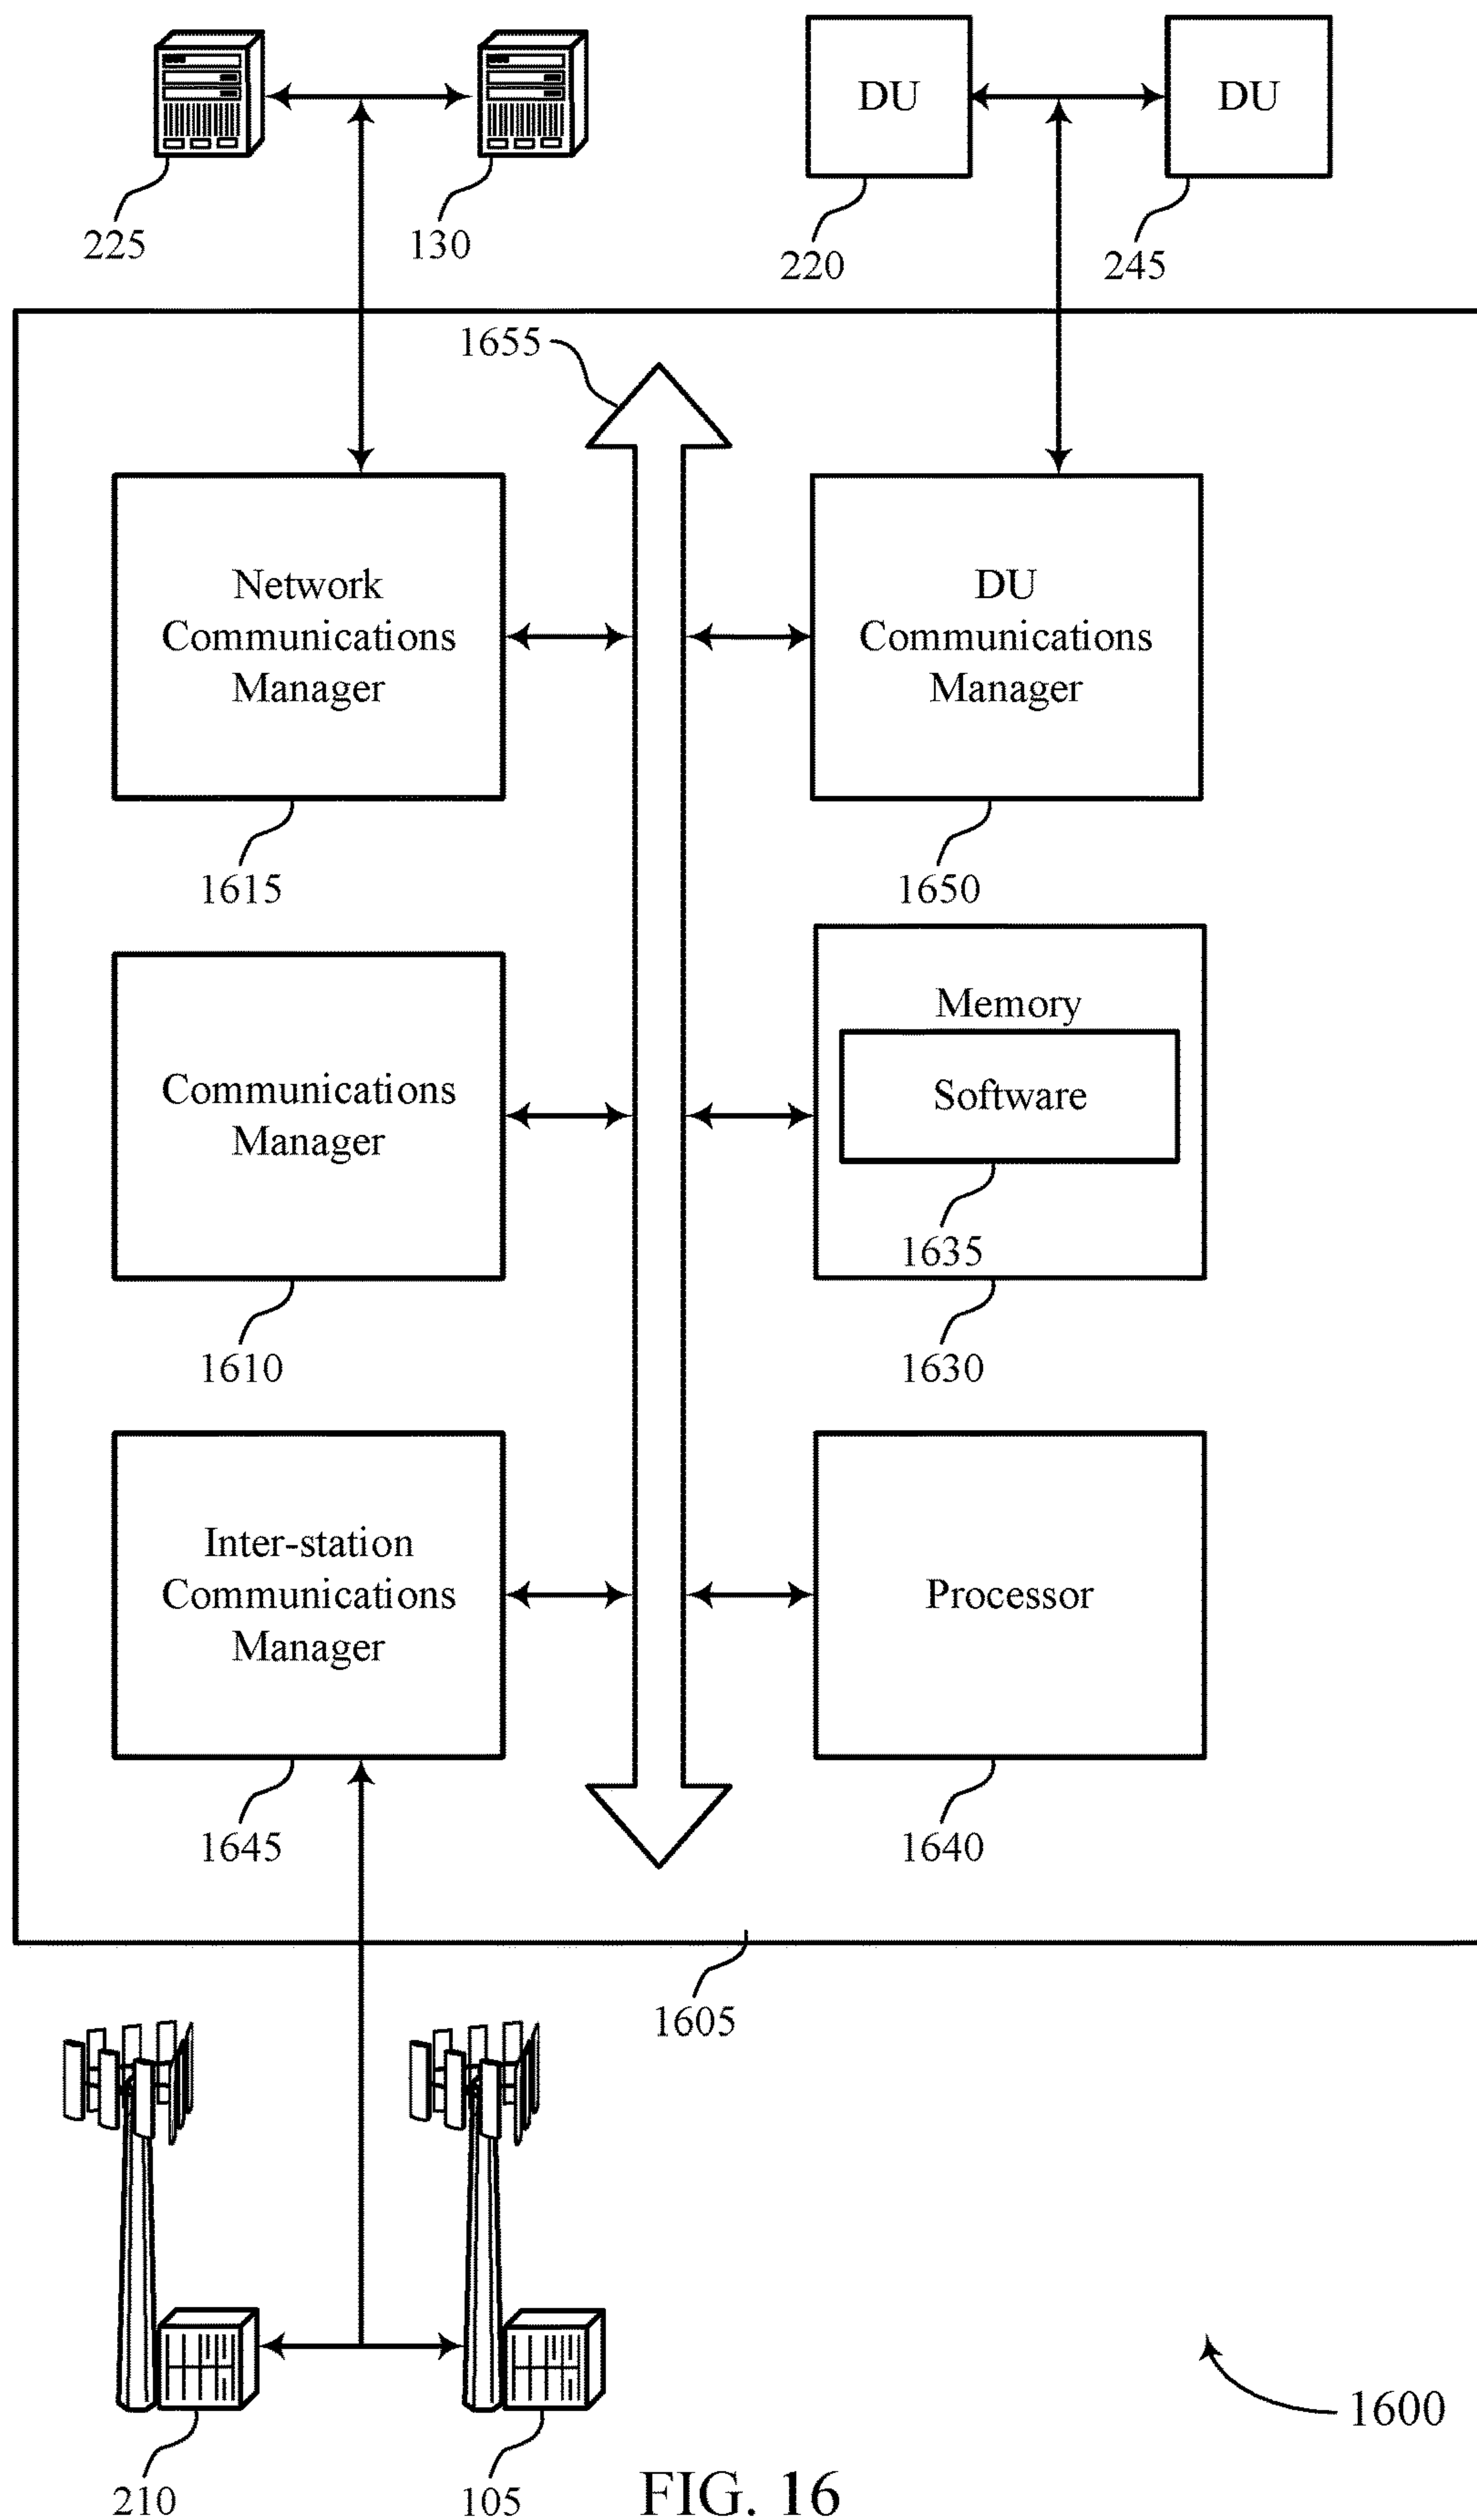 DU
DU
225
130
220
245
1655
Network
Communications
Manager
DU
Communications
Manager
1615
1650
Communications
Manager
Memory
Software
1635
1610
1630
Inter-station
Communications
Manager
Processor
1645
1640
1605
1600
210
105
FIG. 16